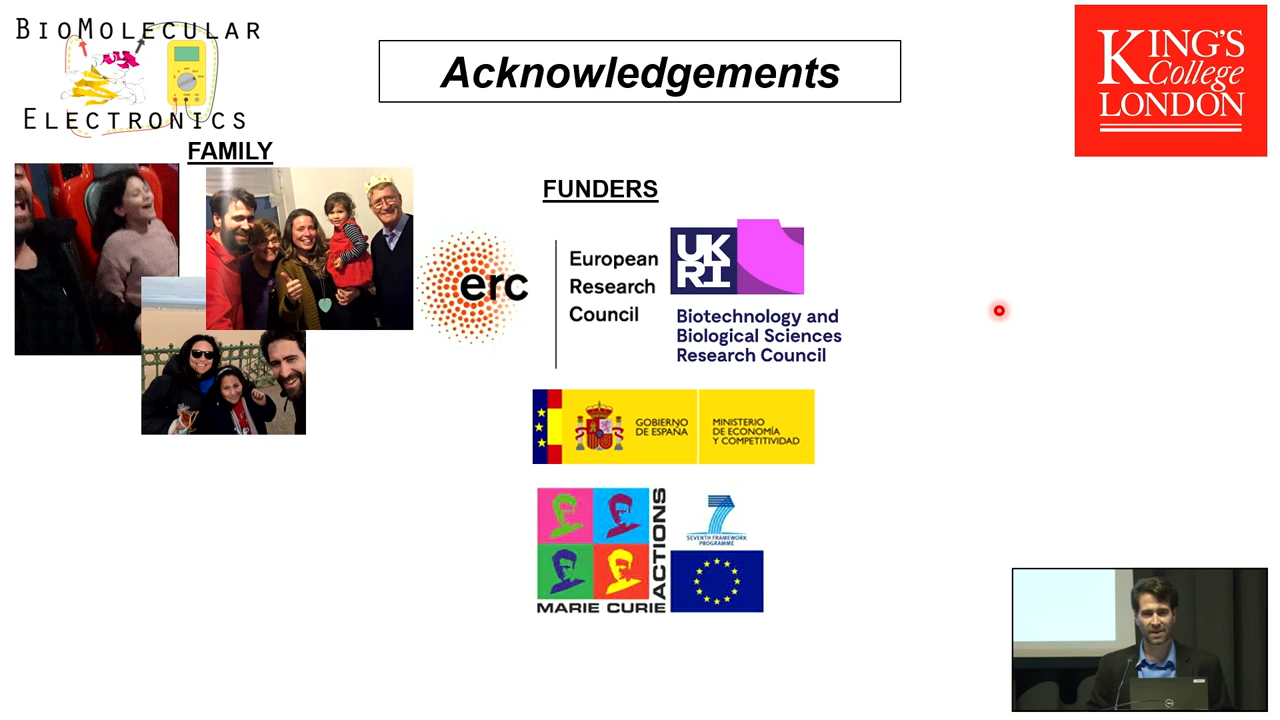 BIOMOLECULAR
ELECTRONICS
Acknowledgements
KING'S
College
LONDON
FAMILY
FUNDERS
erc
European
Research
Council
UK
RI
Biotechnology and
Biological Sciences
Research Council
GOBIERNO
DE ESPAÑA
MINISTERIO
DE ECONOMÍA
Y COMPETITIVIDAD
MARIE CURIE
ACTIONS
7
SEVENTH FRAMEWORK
PROGRAMME